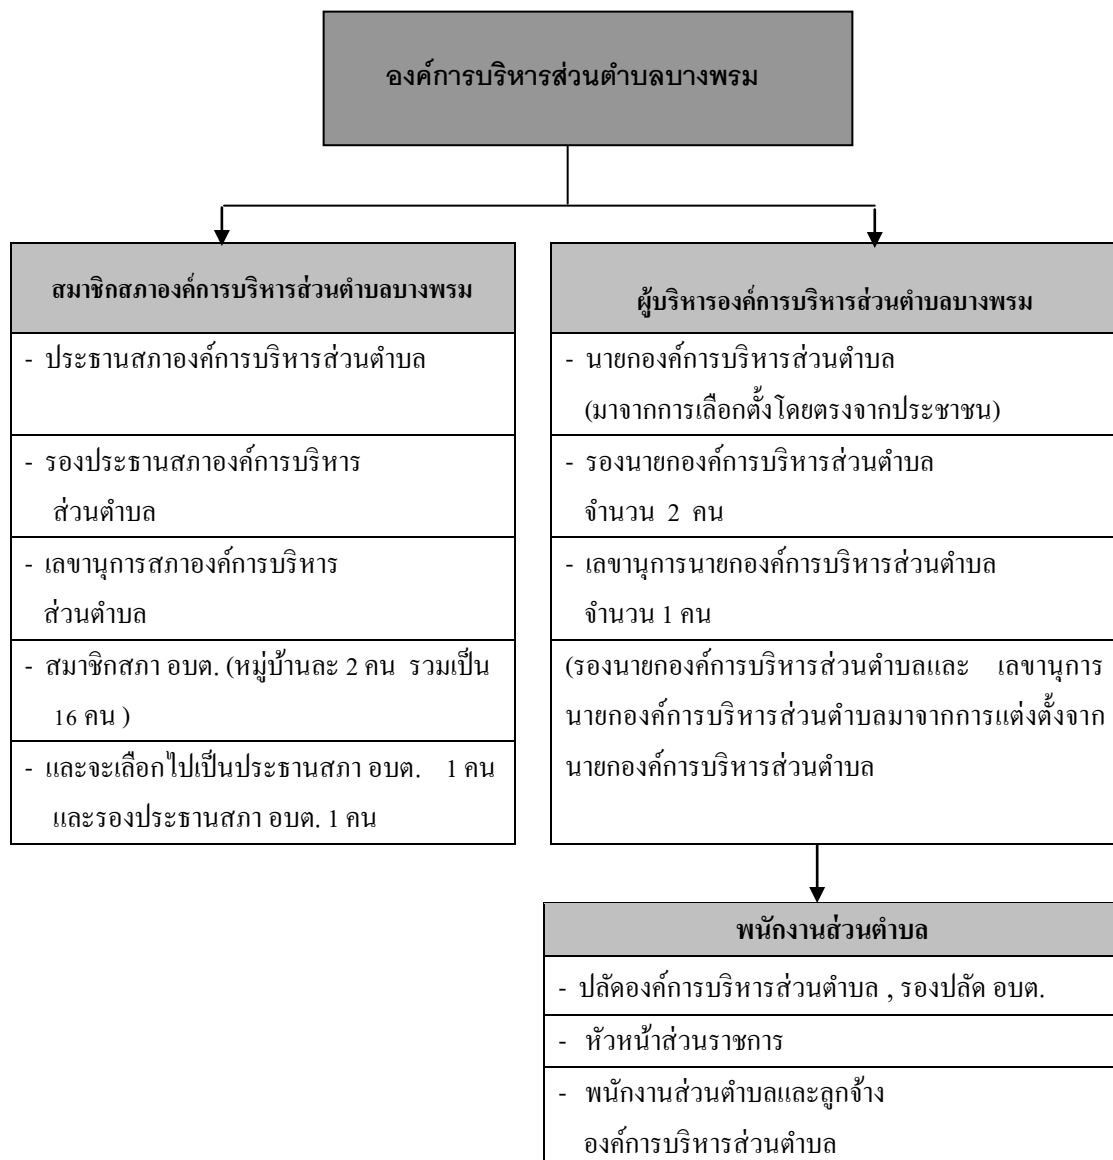 องค์การบริหารส่วนตำบลบางพรม
สมาชิกสภาองค์การบริหารส่วนตำบลบางพรม
- ประธานสภาองค์การบริหารส่วนตำบล
- รองประธานสภาองค์การบริหาร
ส่วนตำบล
- เลขานุการสภาองค์การบริหาร
ส่วนตำบล
- สมาชิกสภา อบต. (หมู่บ้านละ 2 คน รวมเป็น
16 คน )
- และจะเลือกไปเป็นประธานสภา อบต. 1 คน
และรองประธานสภา อบต. 1 คน
ผู้บริหารองค์การบริหารส่วนตำบลบางพรม
- นายกองค์การบริหารส่วนตำบล
(มาจากการเลือกตั้งโดยตรงจากประชาชน)
- รองนายกองค์การบริหารส่วนตำบล
จำนวน 2 คน
- เลขานุการนายกองค์การบริหารส่วนตำบล
จำนวน 1 คน
(รองนายกองค์การบริหารส่วนตำบลและ เลขานุการ
นายกองค์การบริหารส่วนตำบลมาจากการแต่งตั้งจาก
นายกองค์การบริหารส่วนตำบล
พนักงานส่วนตำบล
- ปลัดองค์การบริหารส่วนตำบล , รองปลัด อบต.
- หัวหน้าส่วนราชการ
- พนักงานส่วนตำบลและลูกจ้าง
องค์การบริหารส่วนตำบล